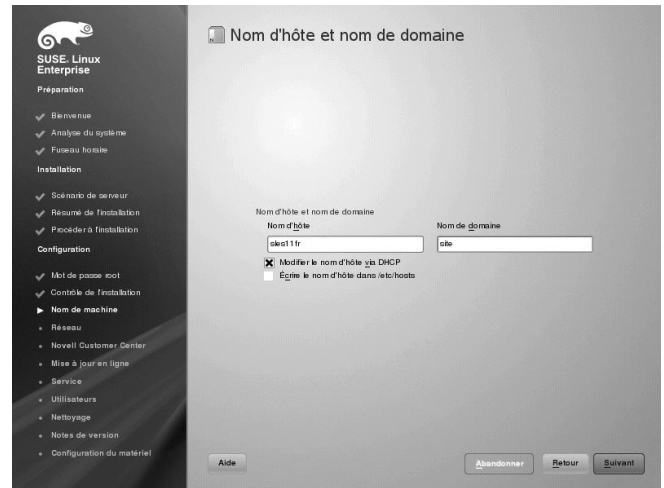 SUSE. Linux
Enterprise
Préparation
Bienvenue
Analyse du système
Fuseau horaire
Installation
Scénario de serveur
Résumé de l'installation
Procéder à l'installation
Configuration
Mot de passe root
Contrôle de l'installation
Nom de machine
Réseau
Novell Customer Center
Mise à jour en ligne
Service
Utilisateurs
Nettoyage
Notes de version
Configuration du matériel
Nom d'hôte et nom de domaine
Nom d'hôte et nom de domaine
Nom d'hôte
Nom de domaine
sles11fr
site
Modifier le nom d'hôte via DHCP
Écrire le nom d'hôte dans /etc/hosts
Aide
Abandonner
Retour
Suivant